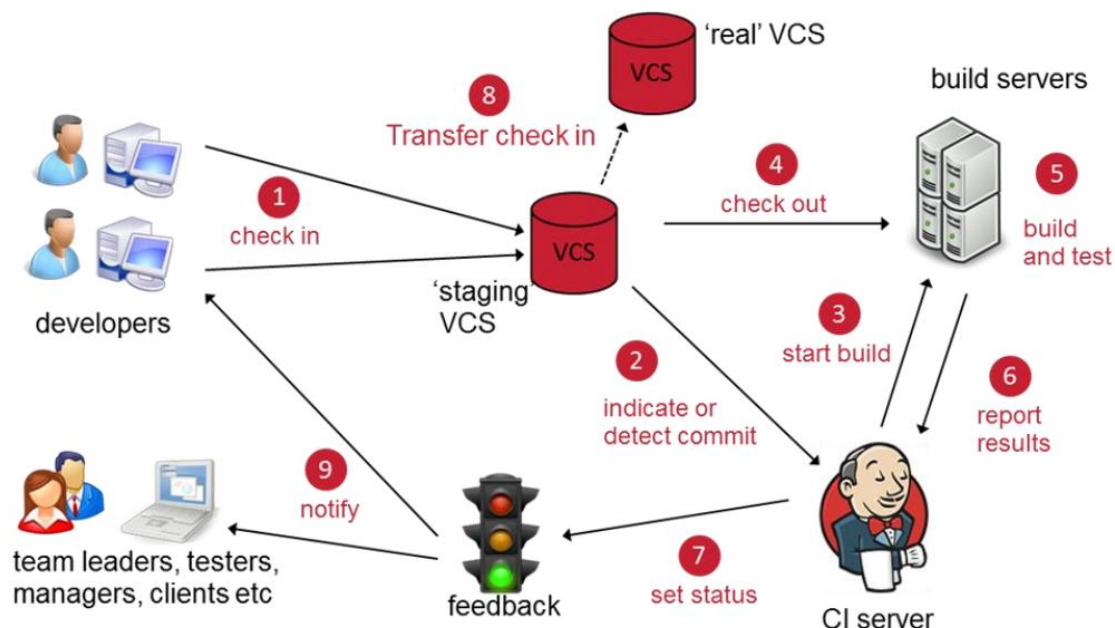 'real' VCS
VCS
build servers
8
Transfer check in
4
check out
5
build
and test
1
check in
VCS
'staging'
VCS
developers
3
start build
2
indicate or
detect commit
6
report
results
9
notify
team leaders, testers,
managers, clients etc
feedback
7
set status
CI server